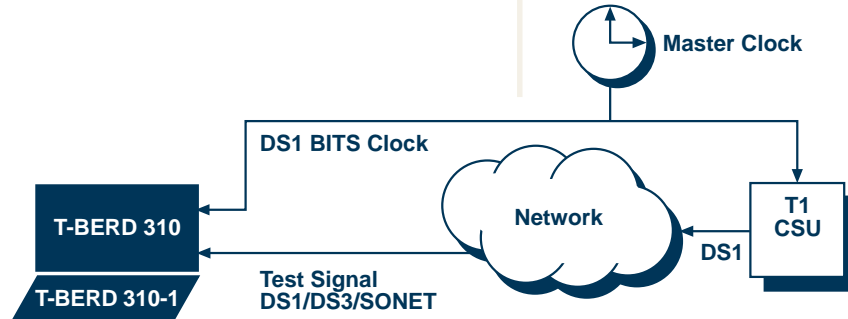 Master Clock
DS1 BITS Clock
T-BERD 310
Network
T1
CSU
DS1
Test Signal
DS1/DS3/SONET
T-BERD 310-1